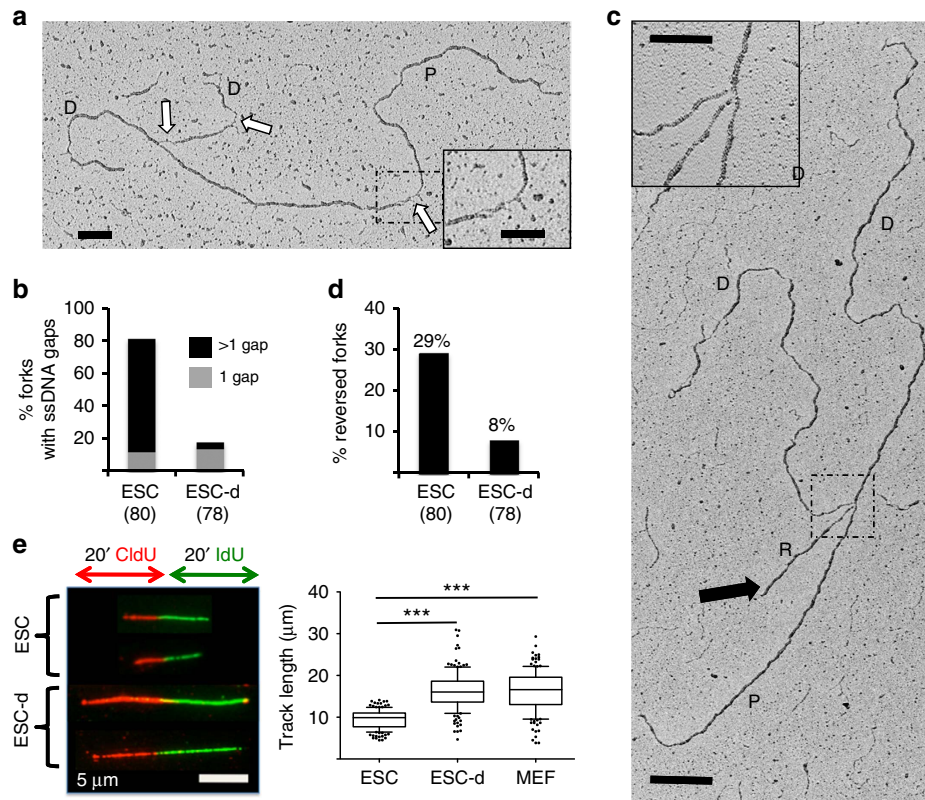 a
D
D
P
b
% forks
with ssDNA gaps
100
80
60
40
20
>1 gap
1 gap
ESC
(80)
ESC-d
(78)
d
% reversed forks
40
30
20
10
29%
8%
ESC
(80)
ESC-d
(78)
c
D
D
D
R
P
e
20′ CldU
20′ IdU
ESC
ESC-d
5 μm
Track length (μm)
40
30
20
10
***
***
ESC
ESC-d
MEF